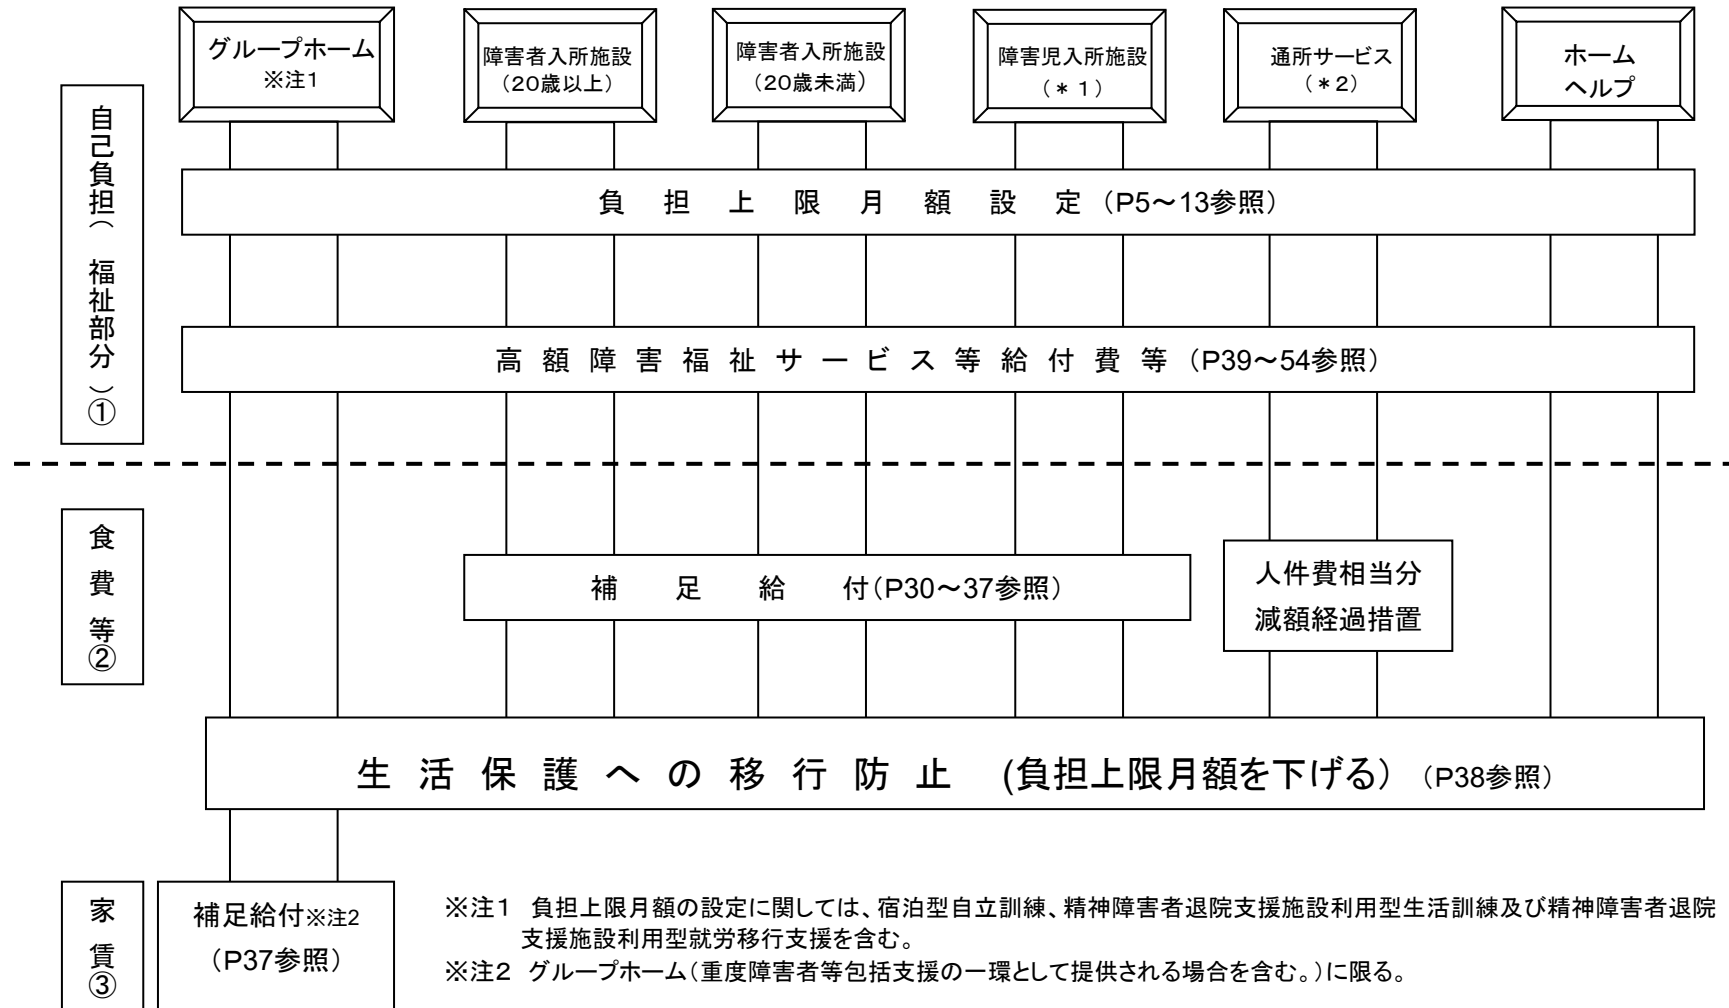 グループホーム
※注1
障害者入所施設
(20歳以上)
障害者入所施設
(20歳未満)
障害児入所施設
(*1)
通所サービス
(*2)
ホーム
ヘルプ
自己負担(福祉部分)①
負担上限月額設定(P5～13参照)
高額障害福祉サービス等給付費等(P39～54参照)
食費等②
補足給付(P30～37参照)
人件費相当分
減額経過措置
生活保護への移行防止 (負担上限月額を下げる) (P38参照)
家賃③
補足給付※注2
(P37参照)
※注1 負担上限月額の設定に関しては、宿泊型自立訓練、精神障害者退院支援施設利用型生活訓練及び精神障害者退院
支援施設利用型就労移行支援を含む。
※注2 グループホーム(重度障害者等包括支援の一環として提供される場合を含む。)に限る。